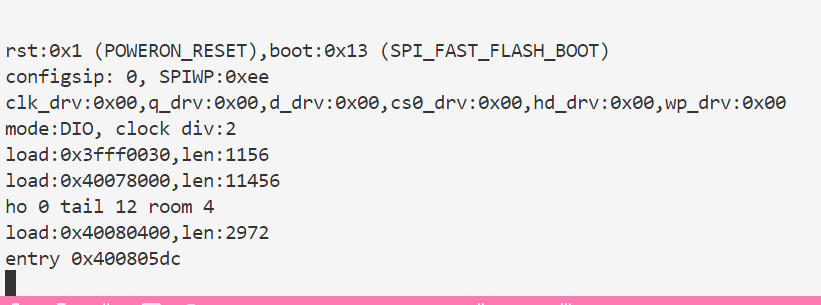 rst:0x1 (POWERON_RESET),boot:0x13 (SPI_FAST_FLASH_BOOT)
configsip: 0, SPIWP:0xee
clk_drv:0x00,q_drv:0x00,d_drv:0x00,cs0_drv:0x00,hd_drv:0x00,wp_drv:0x00
mode:DIO, clock div:2
load:0x3fff0030,len:1156
load:0x40078000,len:11456
ho 0 tail 12 room 4
load:0x40080400,len:2972
entry 0x400805dc